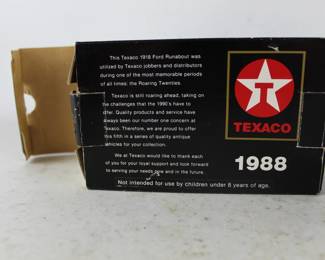 This Texaco 1918 Ford Runabout was
utilized by Texaco jobbers and distributors
during one of the most memorable periods
of all times: the Roaring Twenties.
Texaco is still roaring ahead, taking on
the challenges that the 1990's have to
offer. Quality products and service have
always been our number one concern at
Texaco. Therefore, we are proud to offer
this fifth in a series of quality antique
vehicles for your collection.
We at Texaco would like to thank each
of you for your loyal support and look forward
to serving your needs now and in the future.
Not intended for use by children under 8 years of age.
T
TEXACO
1988